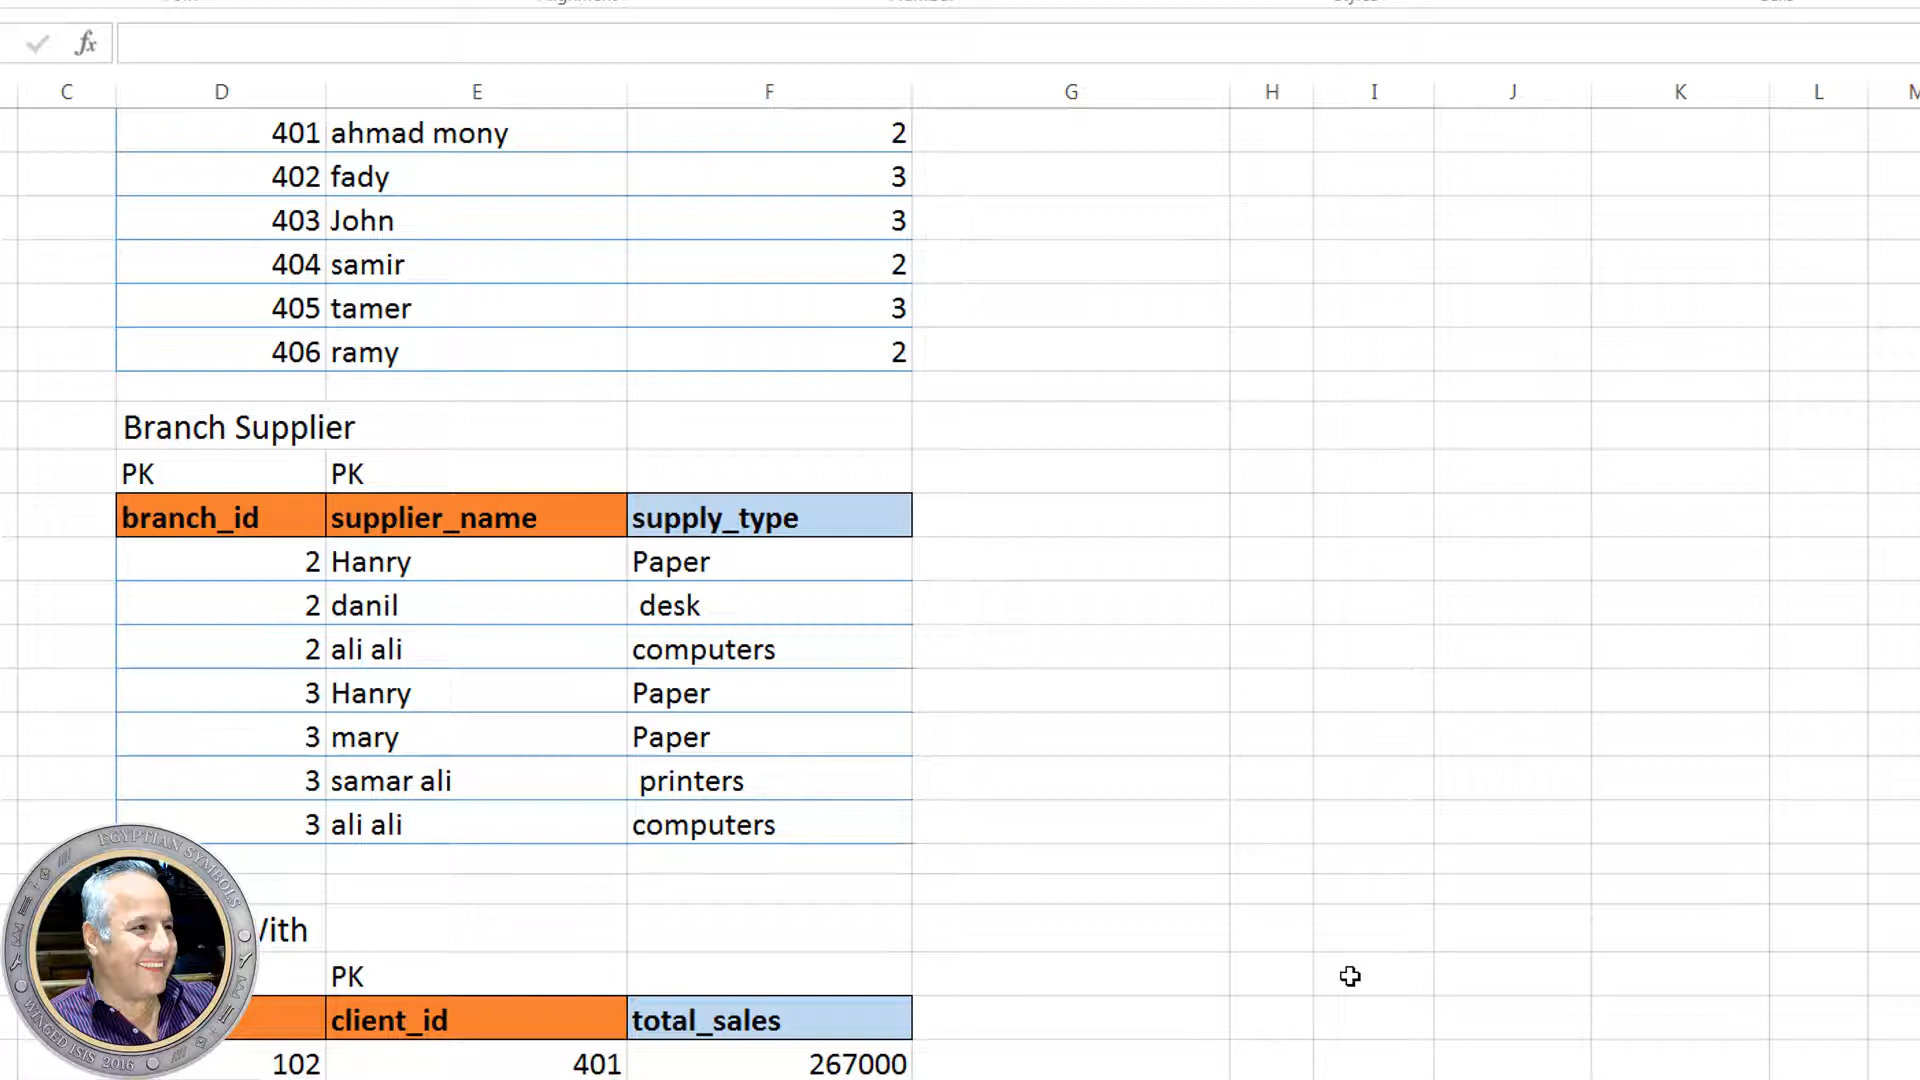 fx
C D E F G H I J K L M
401 ahmad mony 2
402 fady 3
403 John 3
404 samir 2
405 tamer 3
406 ramy 2
Branch Supplier
PK PK
branch_id supplier_name supply_type
2 Hanry Paper
2 danil desk
2 ali ali computers
3 Hanry Paper
3 mary Paper
3 samar ali printers
3 ali ali computers
With
PK
client_id total_sales
102 401 267000
EGYPTIAN SYMBOLS
WINGED ISIS 2016